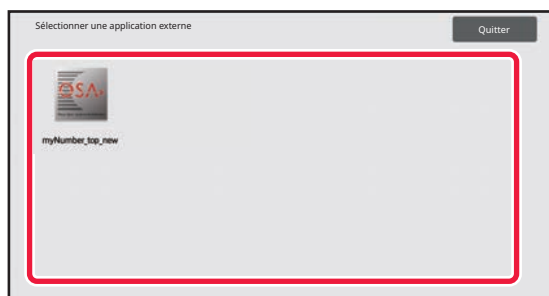 Sélectionner une application externe
Quitter
OSA
myNumber_top_new